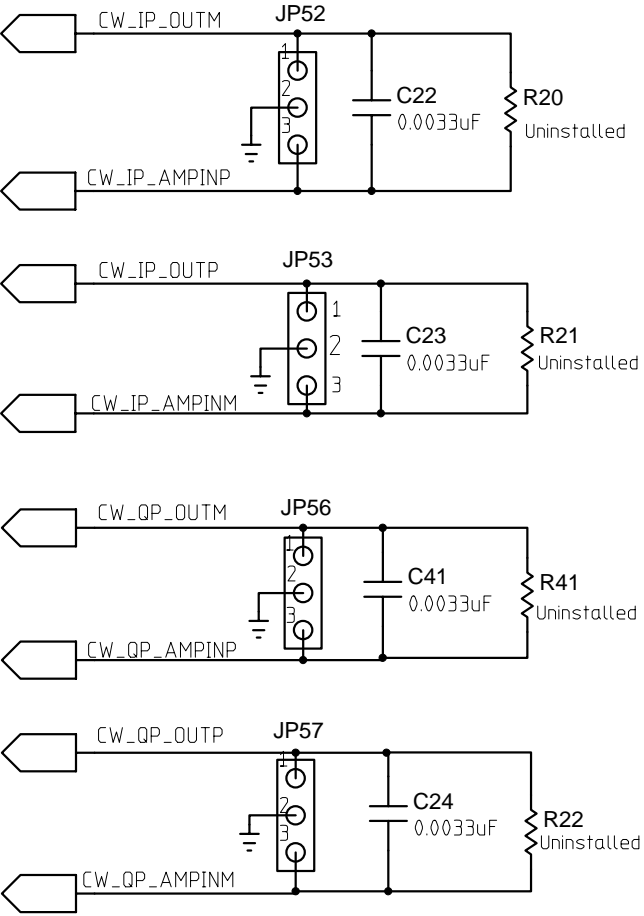 CW_IP_OUTM
JP52
1
2
3
C22
0.0033uF
R20
Uninstalled
CW_IP_AMPINP
CW_IP_OUTP
JP53
1
2
3
C23
0.0033uF
R21
Uninstalled
CW_IP_AMPINM
CW_QP_OUTM
JP56
1
2
3
C41
0.0033uF
R41
Uninstalled
CW_QP_AMPINP
CW_QP_OUTP
JP57
1
2
3
C24
0.0033uF
R22
Uninstalled
CW_QP_AMPINM